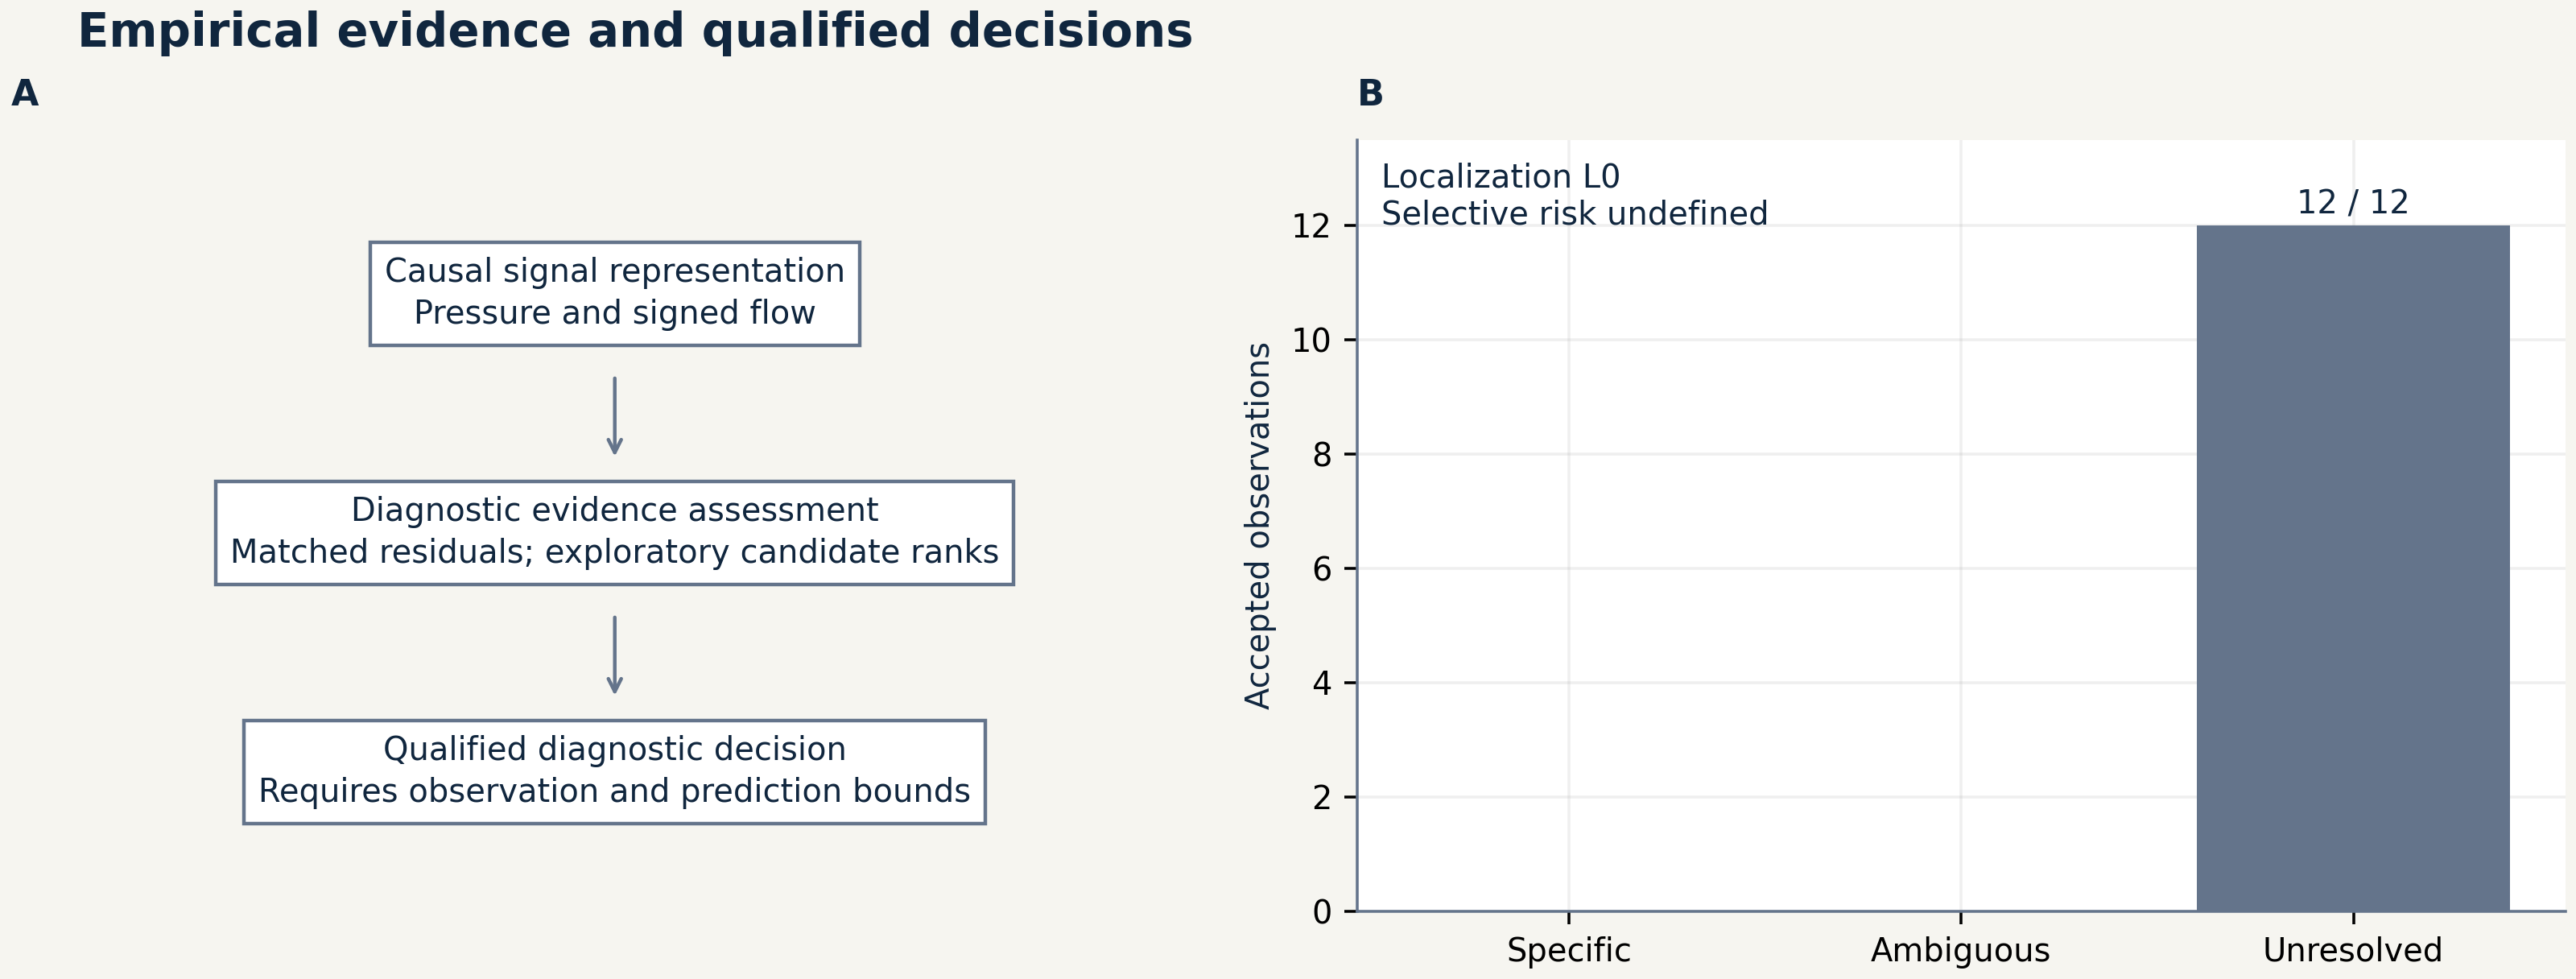 Empirical evidence and qualified decisions
A
Causal signal representation
Pressure and signed flow
Diagnostic evidence assessment
Matched residuals; exploratory candidate ranks
Qualified diagnostic decision
Requires observation and prediction bounds
B
Localization L0
Selective risk undefined
12 / 12
Accepted observations
12
10
8
6
4
2
0
Specific
Ambiguous
Unresolved